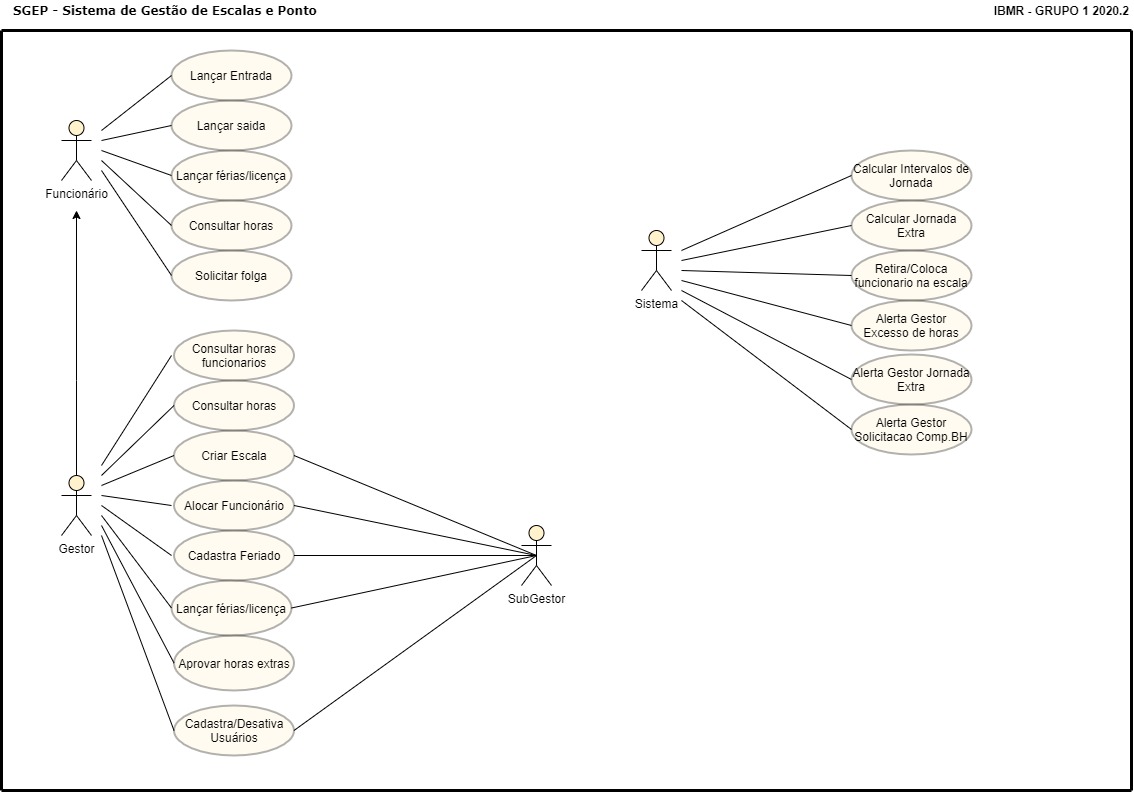 SGEP - Sistema de Gestão de Escalas e Ponto
IBMR - GRUPO 1 2020.2
Lançar Entrada
Lançar saida
Lançar férias/licença
Consultar horas
Solicitar folga
Funcionário
Consultar horas
funcionarios
Consultar horas
Criar Escala
Alocar Funcionário
Cadastra Feriado
Lançar férias/licença
Aprovar horas extras
Cadastra/Desativa
Usuários
Gestor
SubGestor
Sistema
Calcular Intervalos de
Jornada
Calcular Jornada
Extra
Retira/Coloca
funcionario na escala
Alerta Gestor
Excesso de horas
Alerta Gestor Jornada
Extra
Alerta Gestor
Solicitacao Comp.BH